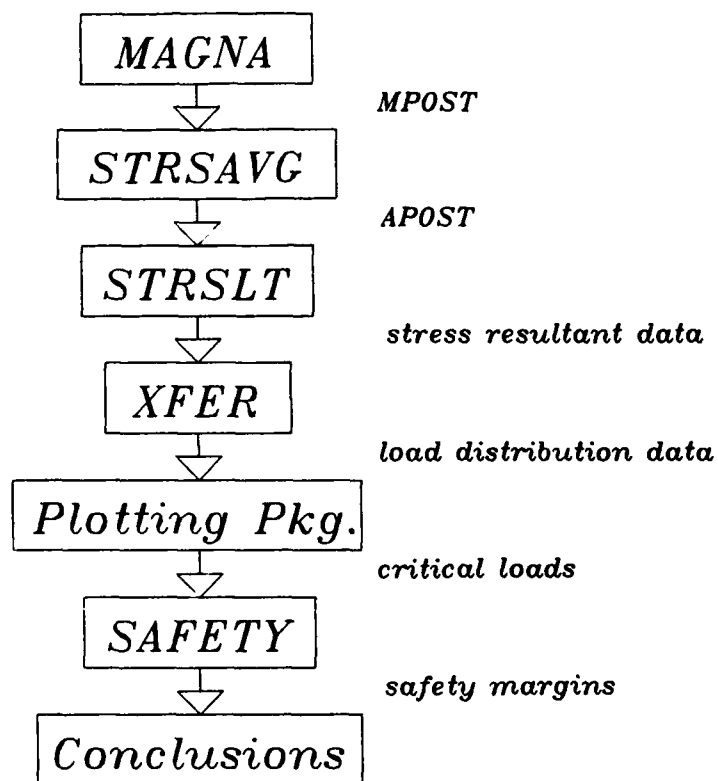 MAGNA
MPOST
STRSAVG
APOST
STRSLT
stress resultant data
XFER
load distribution data
Plotting Pkg.
critical loads
SAFETY
safety margins
Conclusions